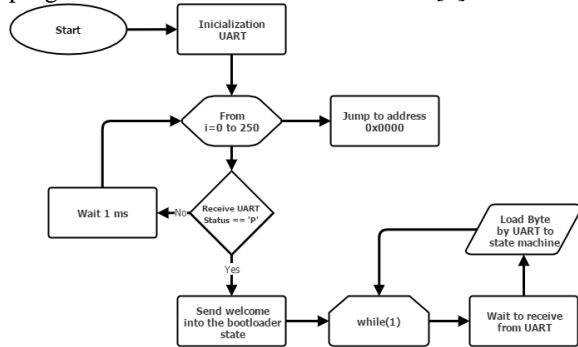 Start
Inicialization
UART
From
i=0 to 250
Jump to address
0x0000
Wait 1 ms
No
Receive UART
Status == 'P'
Yes
Load Byte
by UART to
state machine
Send welcome
into the bootloader
state
while(1)
Wait to receive
from UART